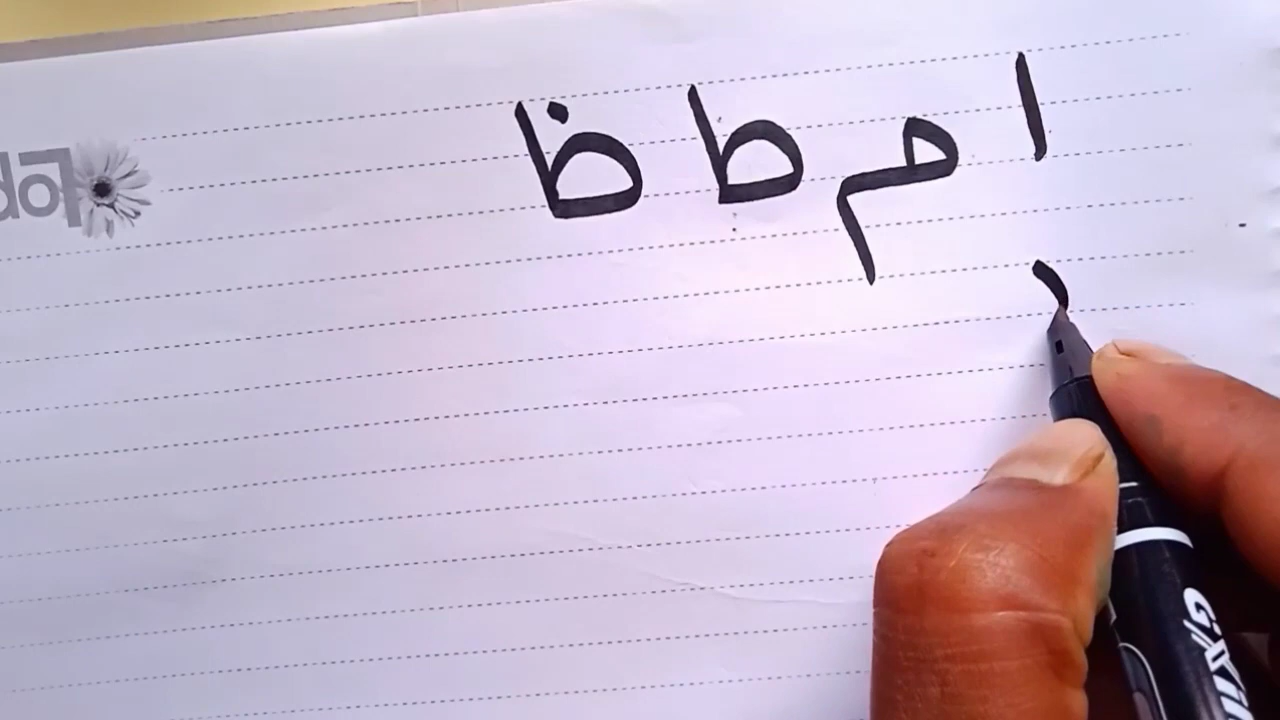 ا م ط ظ